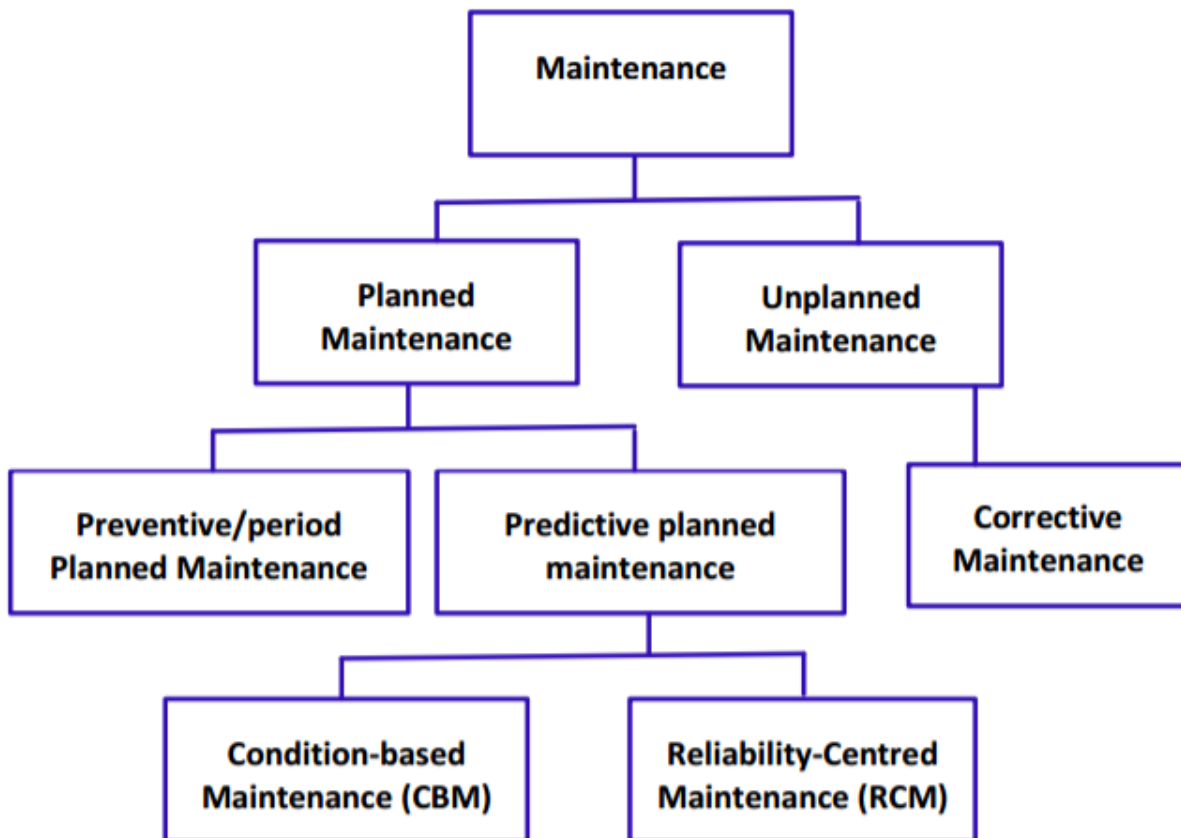 Maintenance
Planned
Maintenance
Unplanned
Maintenance
Preventive/period
Planned Maintenance
Predictive planned
maintenance
Corrective
Maintenance
Condition-based
Maintenance (CBM)
Reliability-Centred
Maintenance (RCM)